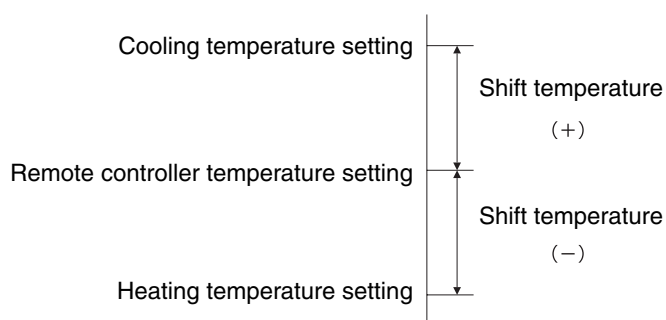 Cooling temperature setting
Shift temperature
(+)
Remote controller temperature setting
Shift temperature
(−)
Heating temperature setting